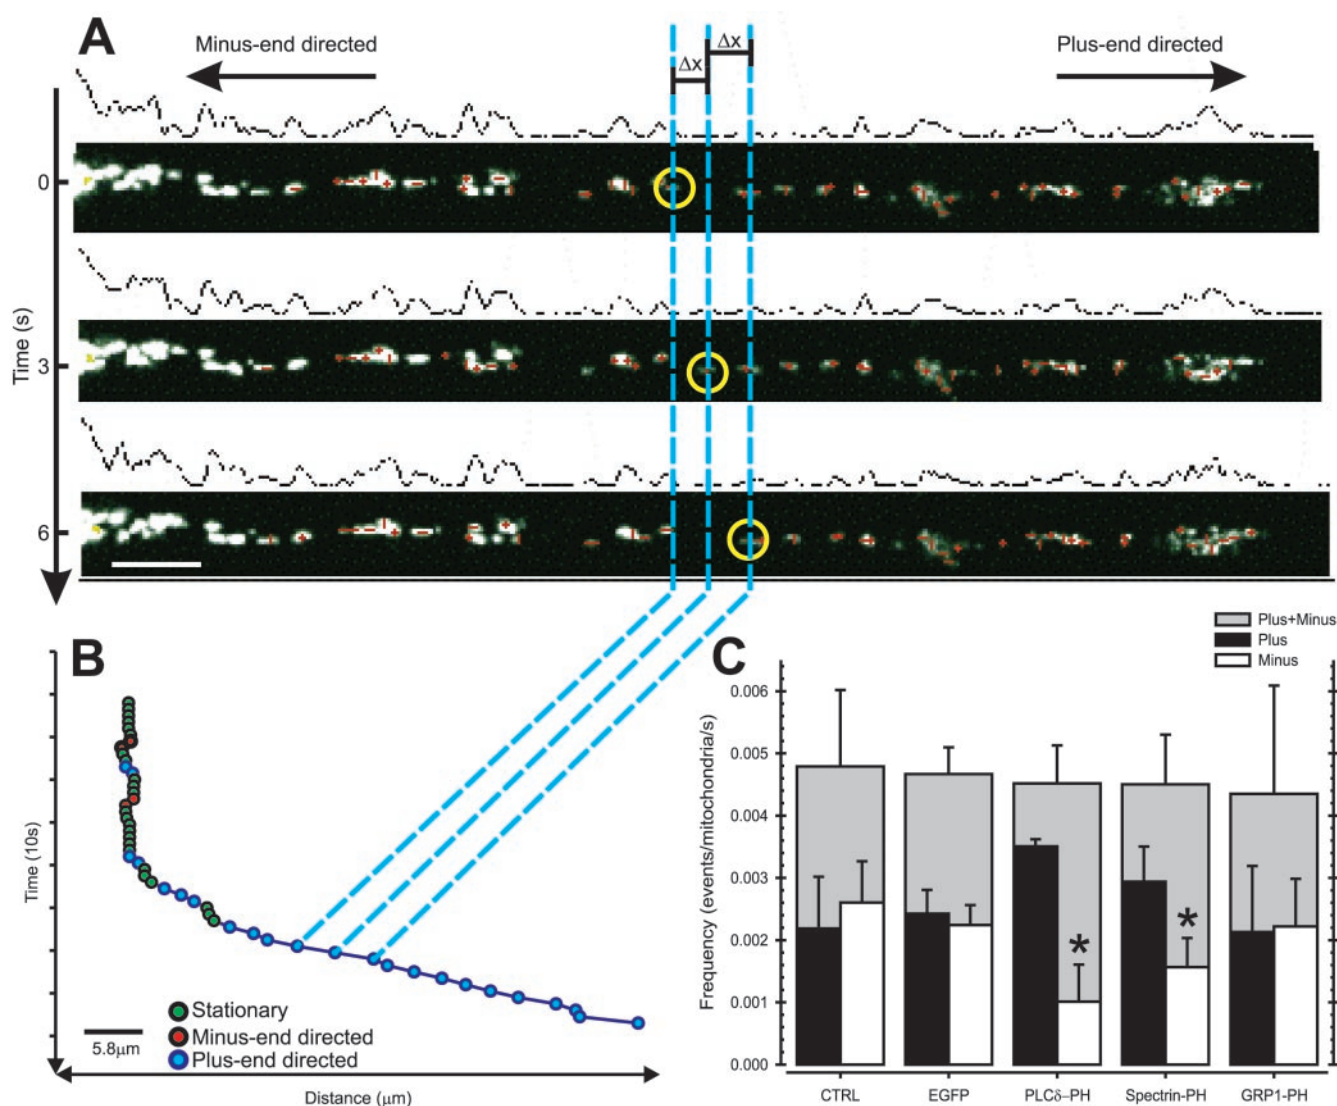 A
Minus-end directed
Δx
Δx
Plus-end directed
Time (s)
0
3
6
B
Time (10s)
Stationary
Minus-end directed
Plus-end directed
5.8μm
Distance (μm)
C
Plus+Minus
Plus
Minus
Frequency (events/mitochondria/s)
0.006
0.005
0.004
0.003
0.002
0.001
0.000
*
*
CTRL EGFP PLCδ–PH Spectrin-PH GRP1-PH